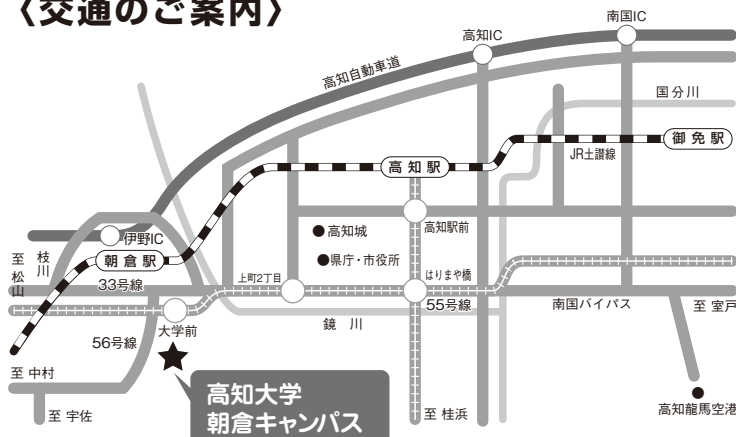 〈交通のご案内〉
南国IC
高知IC
高知自動車道
国分川
御免駅
JR土讃線
高知駅
高知城
高知駅前
伊野IC
県庁・市役所
至松山
枝川
朝倉駅
33号線
上町2丁目
はりまや橋
55号線
南国バイパス
至 室戸
鏡 川
大学前
56号線
至 中村
高知大学
朝倉キャンパス
至 宇佐
至 桂浜
高知龍馬空港